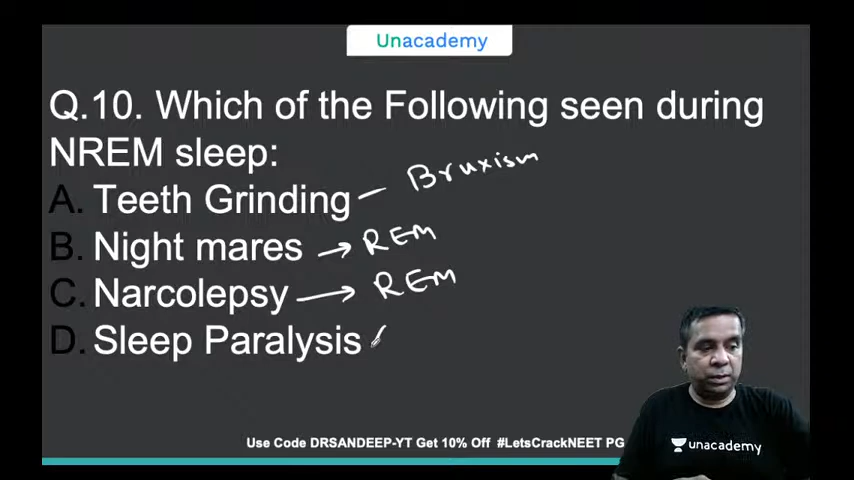 Unacademy
Q.10. Which of the Following seen during
NREM sleep:
A. Teeth Grinding – Bruxism
B. Night mares → REM
C. Narcolepsy → REM
D. Sleep Paralysis
Use Code DRSANDEEP-YT Get 10% Off #LetsCrackNEET PG
unacademy